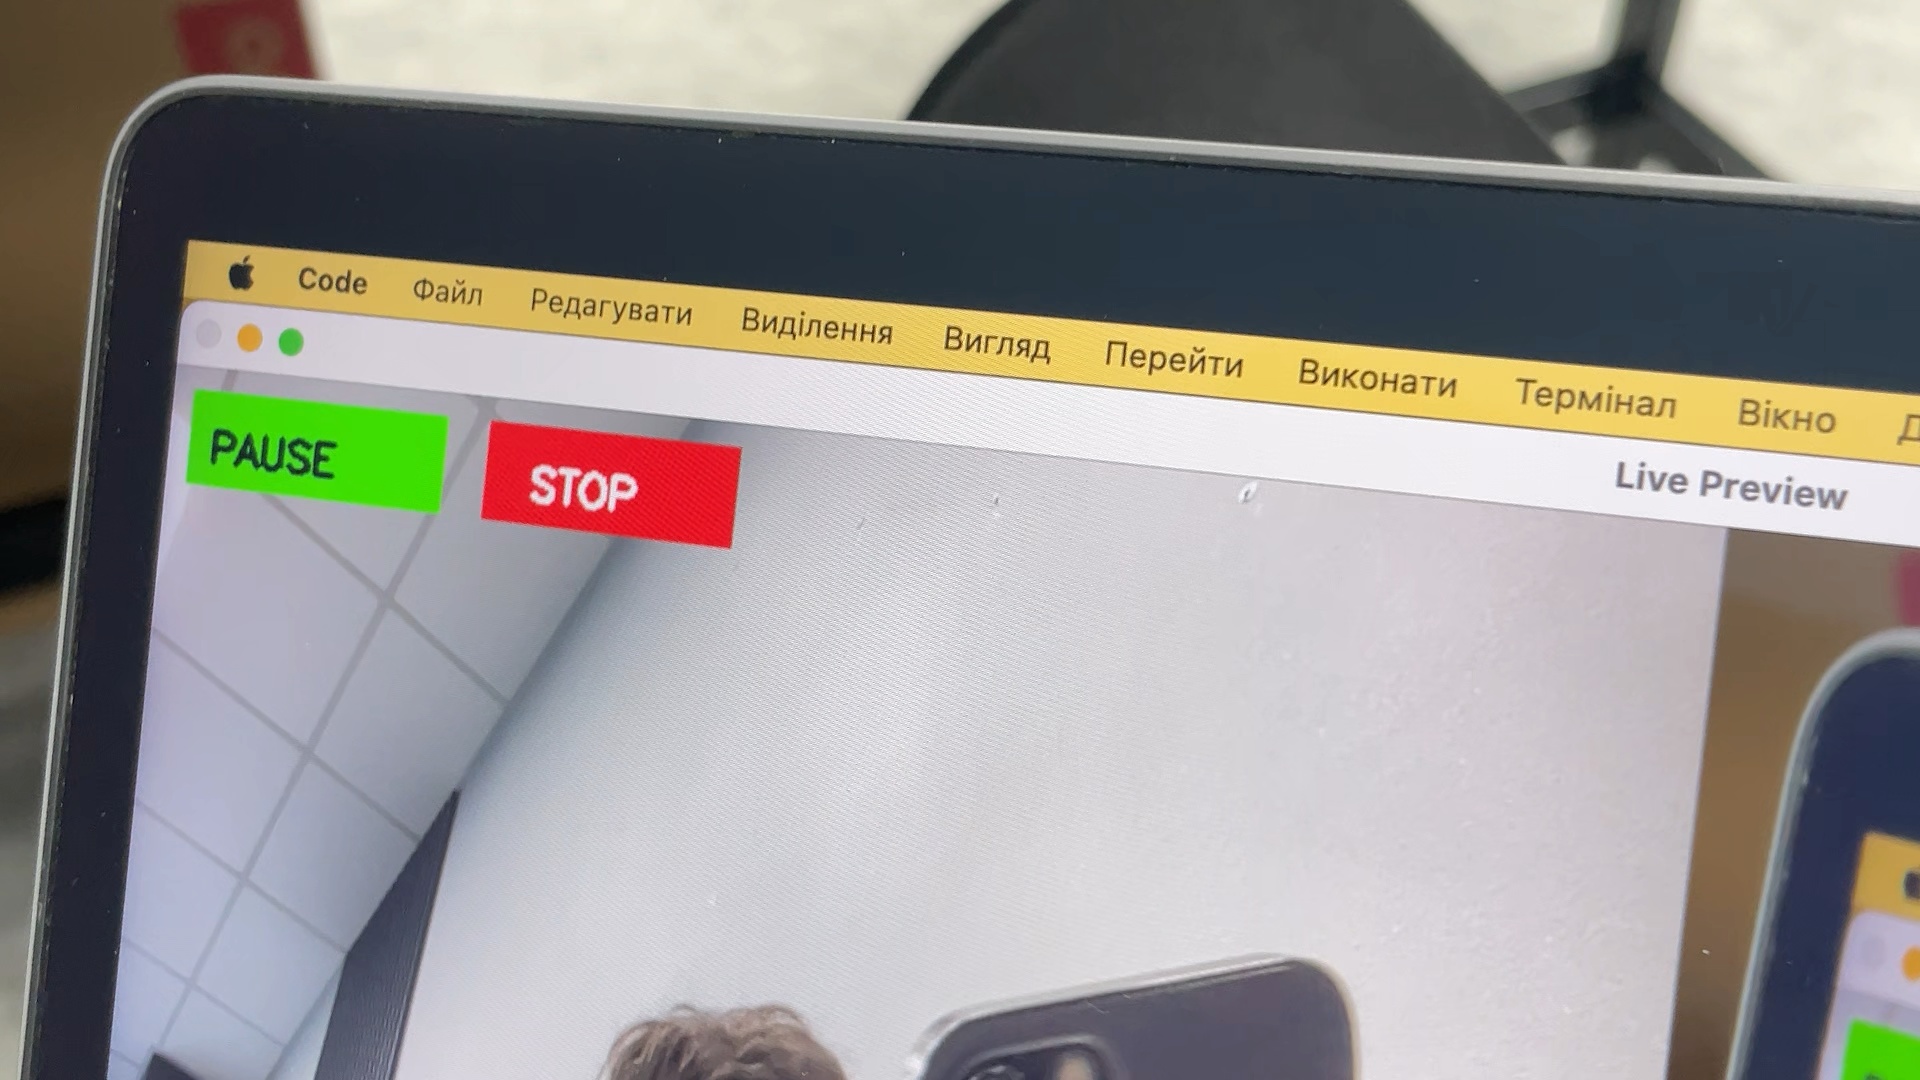 Code Файл Редагувати Виділення Вигляд Перейти Виконати Термінал Вікно
Live Preview
PAUSE STOP